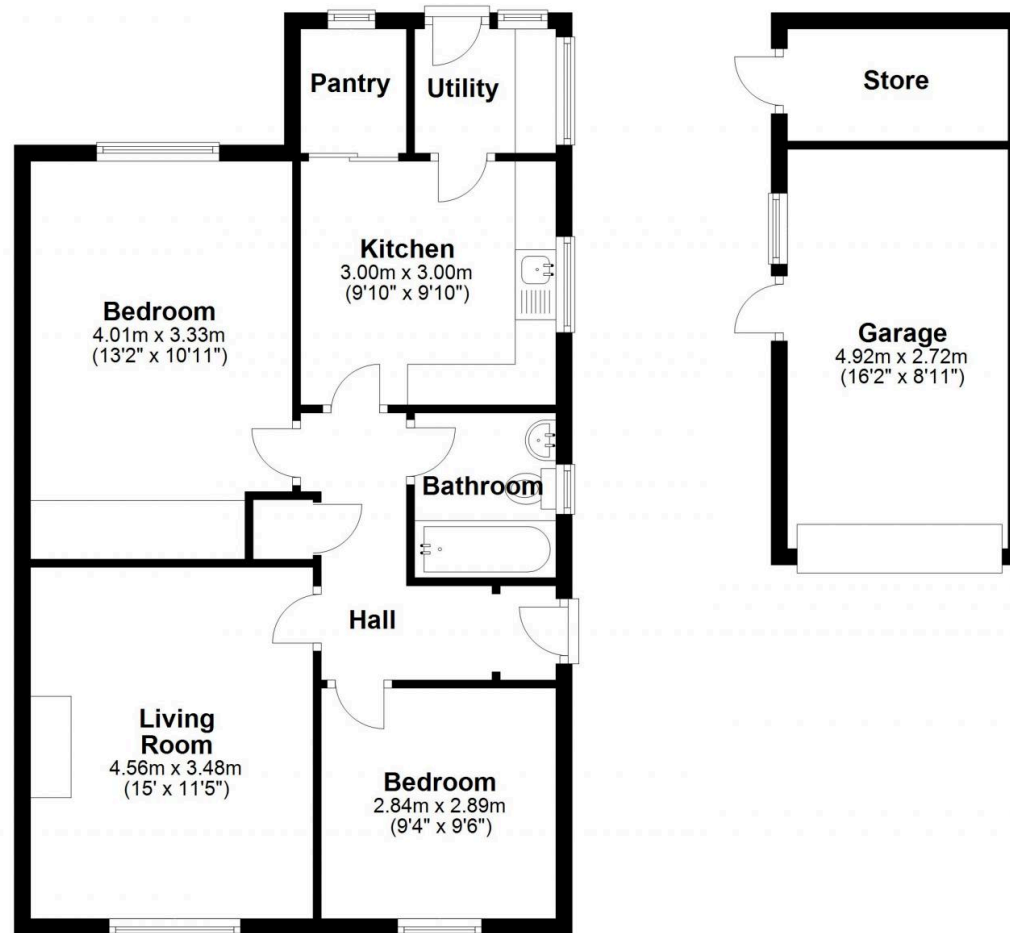 Pantry
Utility
Store
Kitchen
3.00m x 3.00m
(9'10" x 9'10")
Bedroom
4.01m x 3.33m
(13'2" x 10'11")
Garage
4.92m x 2.72m
(16'2" x 8'11")
Bathroom
Hall
Living
Room
4.56m x 3.48m
(15' x 11'5")
Bedroom
2.84m x 2.89m
(9'4" x 9'6")